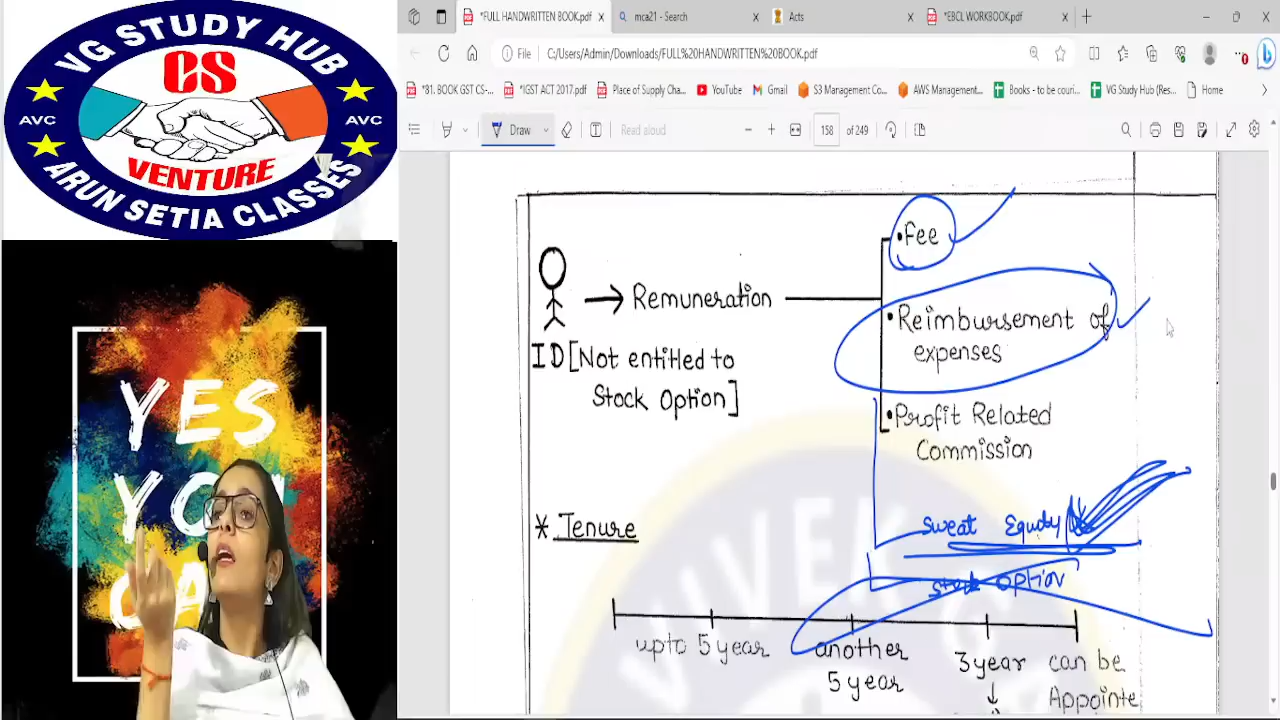 VG STUDY HUB
CS
AVC
AVC
VENTURE
ARUN SETIA CLASSES
YES
YO
CA
*FULL HANDWRITTEN BOOK.pdf
mca21 - Search
Acts
*EBCL WORKBOOK.pdf
File
C:/Users/Admin/Downloads/FULL%20HANDWRITTEN%20BOOK.pdf
*81. BOOK GST CS-...
*IGST ACT 2017.pdf
Paper-supply Cha...
YouTube
Gmail
S3 Management Co...
AWS Management...
Books - to be couri...
VG Study Hub (Res...
Home
Draw
Read aloud
158
of 249
• Fee
→ Remuneration
• Reimbursement of
expenses
ID [Not entitled to
Stock Option]
• Profit Related
Commission
Sweat Equity
Stock Option
* Tenure
upto 5 year
another
5 year
3 year
can be
Appointe